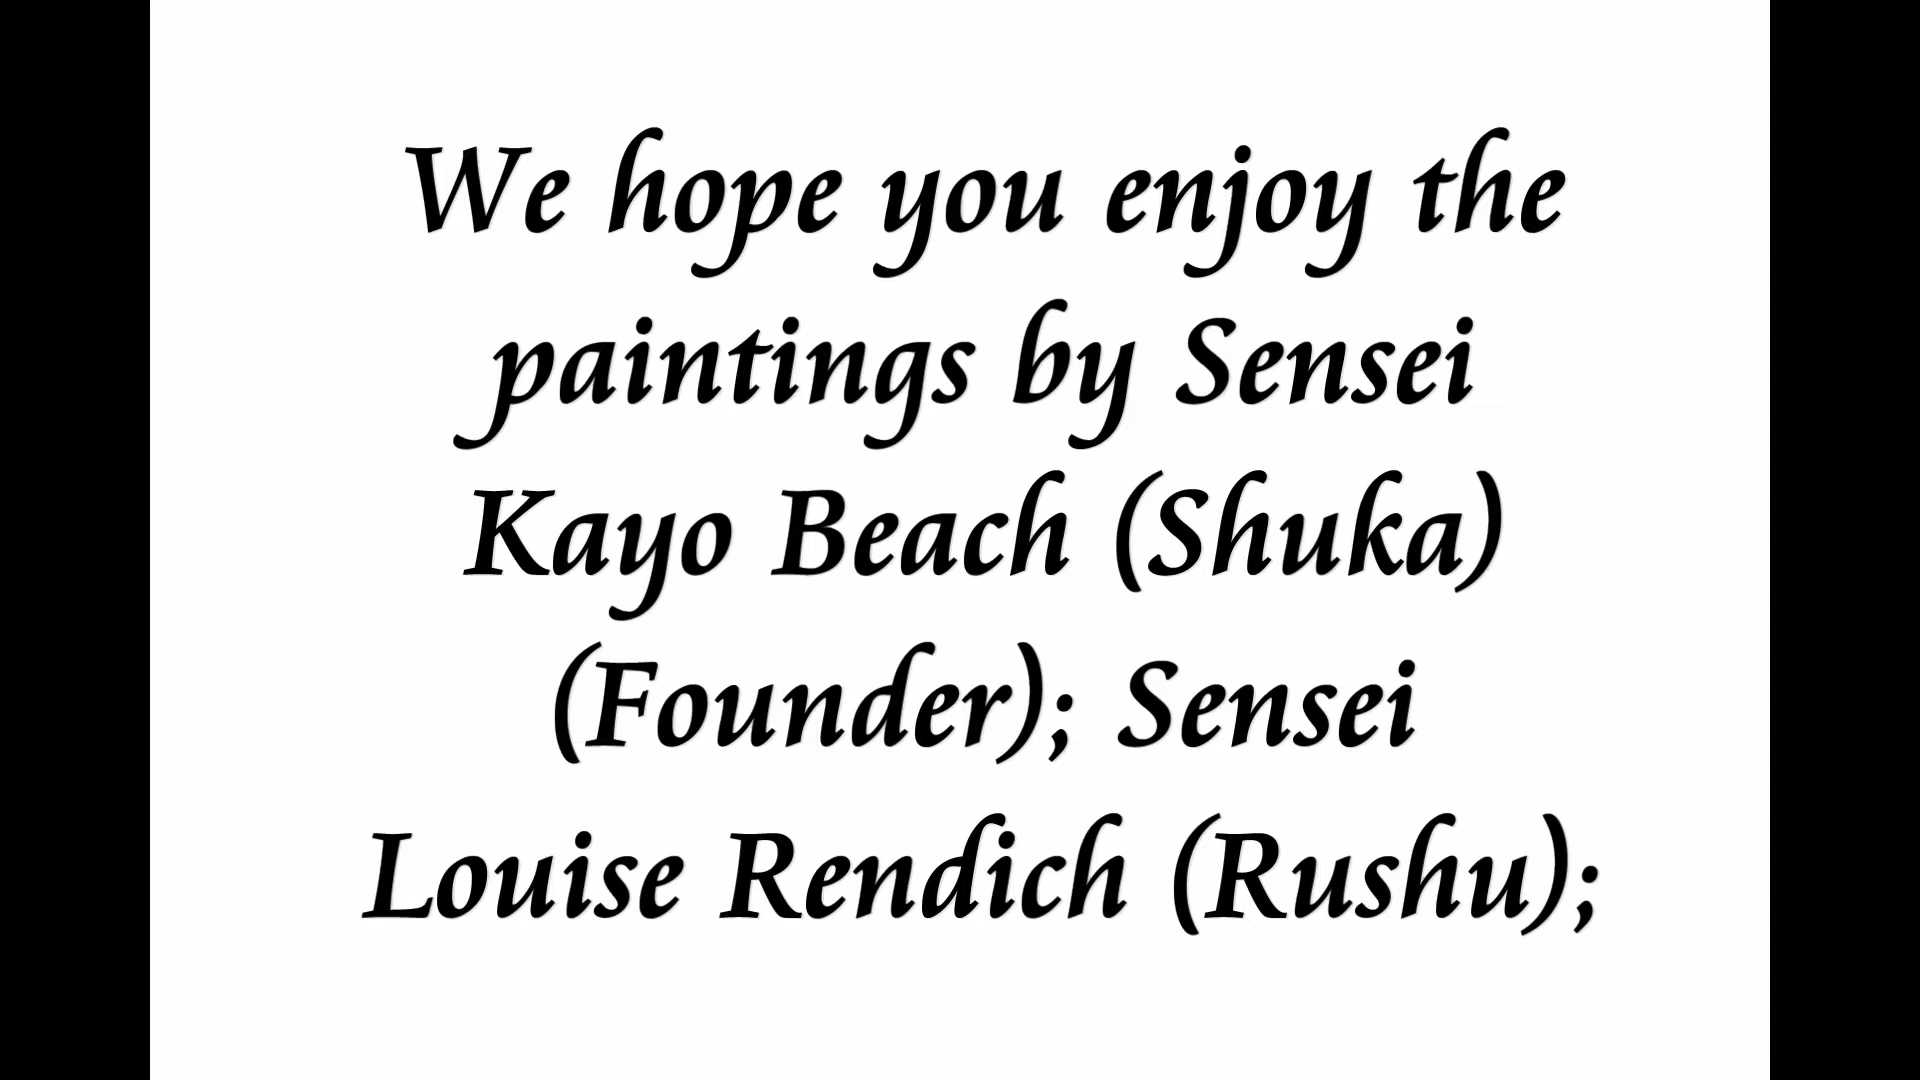 We hope you enjoy the
paintings by Sensei
Kayo Beach (Shuka)
(Founder); Sensei
Louise Rendich (Rushu);